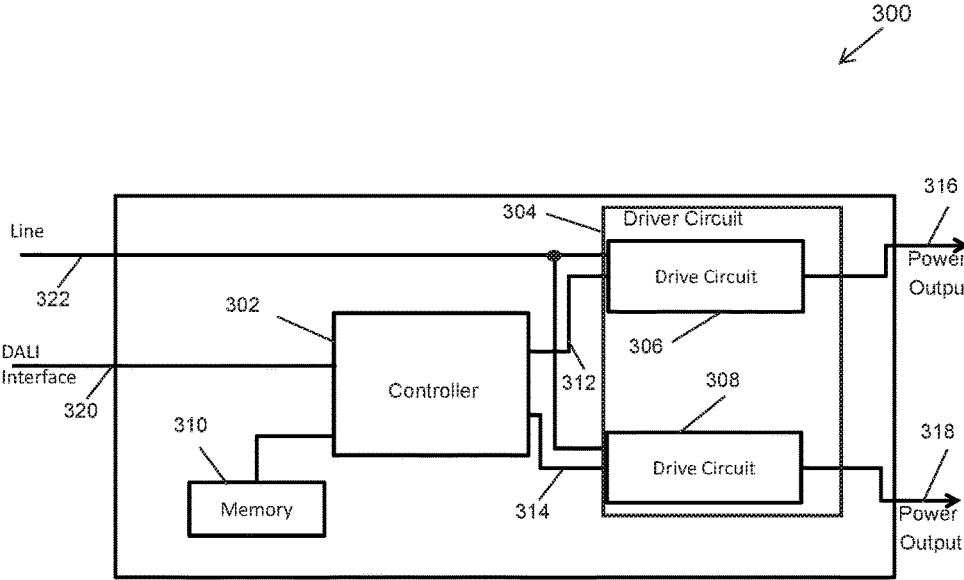 300
316
304
Driver Circuit
Line
Power
Output
Drive Circuit
322
302
306
DALI
Interface
312
308
320
Controller
310
318
Drive Circuit
314
Memory
Power
Output